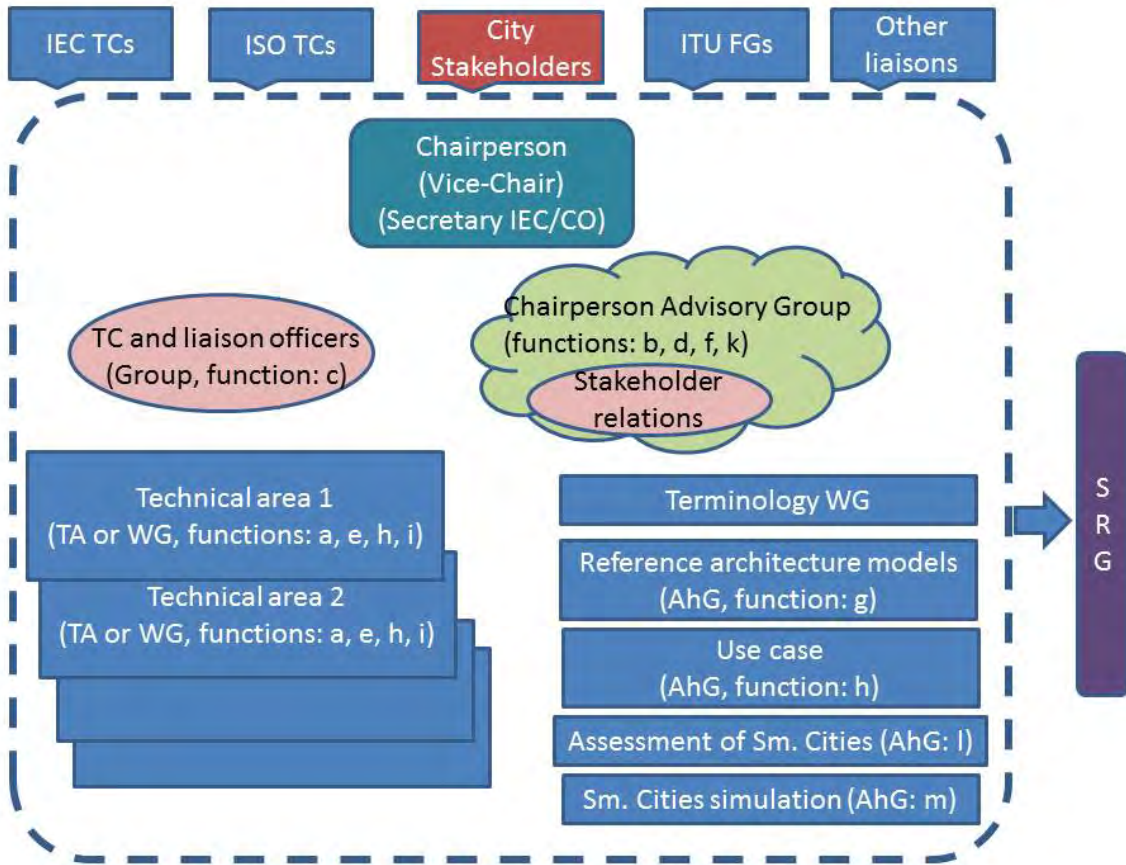 IEC TCs
ISO TCs
City
Stakeholders
ITU FGs
Other
liaisons
Chairperson
(Vice-Chair)
(Secretary IEC/CO)
TC and liaison officers
(Group, function: c)
Chairperson Advisory Group
(functions: b, d, f, k)
Stakeholder
relations
Technical area 1
(TA or WG, functions: a, e, h, i)
Technical area 2
(TA or WG, functions: a, e, h, i)
Terminology WG
Reference architecture models
(AhG, function: g)
Use case
(AhG, function: h)
Assessment of Sm. Cities (AhG: l)
Sm. Cities simulation (AhG: m)
S
R
G